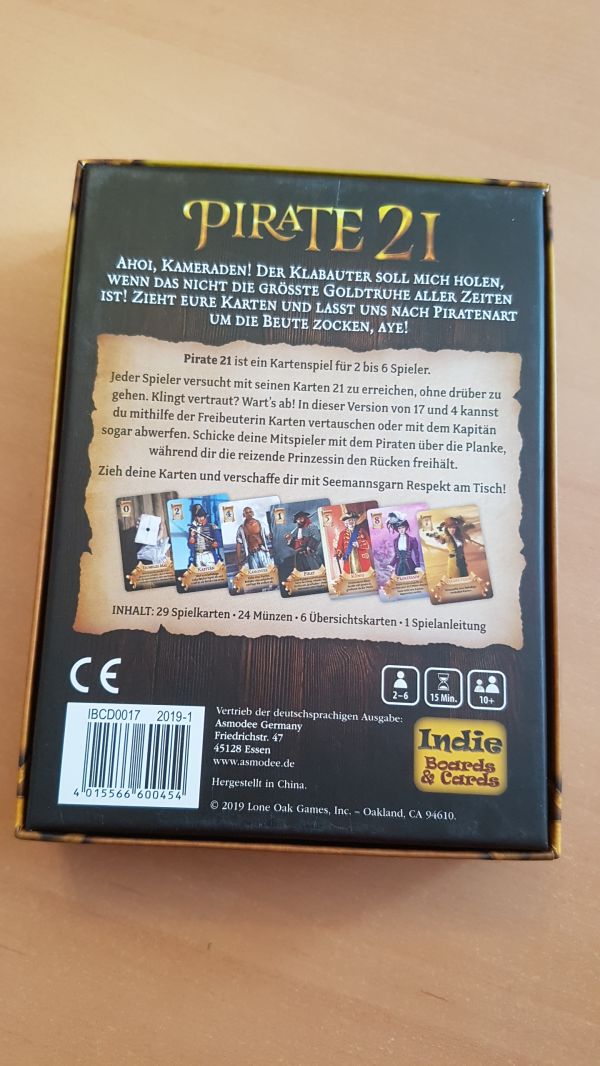 PIRATE 21
AHOI, KAMERADEN! DER KLABAUTER SOLL MICH HOLEN,
WENN DAS NICHT DIE GRÖSSTE GOLDTRUHE ALLER ZEITEN
IST! ZIEHT EURE KARTEN UND LASST UNS NACH PIRATENART
UM DIE BEUTE ZOCKEN, AYE!
Pirate 21 ist ein Kartenspiel für 2 bis 6 Spieler.
Jeder Spieler versucht mit seinen Karten 21 zu erreichen, ohne drüber zu
gehen. Klingt vertraut? Wart's ab! In dieser Version von 17 und 4 kannst
du mithilfe der Freibeuterin Karten vertauschen oder mit dem Kapitän
sogar abwerfen. Schicke deine Mitspieler mit dem Piraten über die Planke,
während dir die reizende Prinzessin den Rücken freihält.
Zieh deine Karten und verschaffe dir mit Seemannsgarn Respekt am Tisch!
0
KAPITÄN
PIRAT
KÖNIG
8
PRINZESSIN
INHALT: 29 Spielkarten • 24 Münzen • 6 Übersichtskarten • 1 Spielanleitung
CE
2–6
15 Min.
10+
IBCD0017 2019-1
4 015566 600454
Vertrieb der deutschsprachigen Ausgabe:
Asmodee Germany
Friedrichstr. 47
45128 Essen
www.asmodee.de
Hergestellt in China.
© 2019 Lone Oak Games, Inc. – Oakland, CA 94610.
Indie
Boards
& Cards